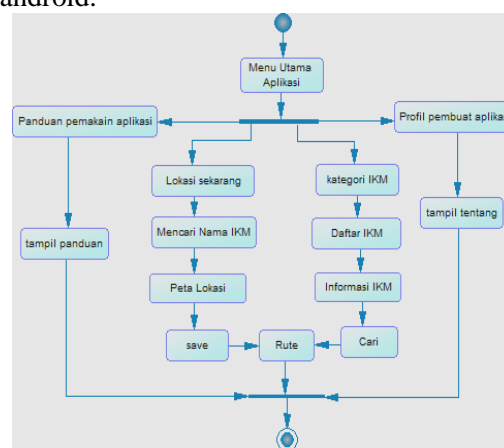 android.
Menu Utama
Aplikasi
Panduan pemakain aplikasi
Profil pembuat aplika
Lokasi sekarang
kategori IKM
Mencari Nama IKM
Daftar IKM
tampil tentang
tampil panduan
Peta Lokasi
Informasi IKM
save
Rute
Cari